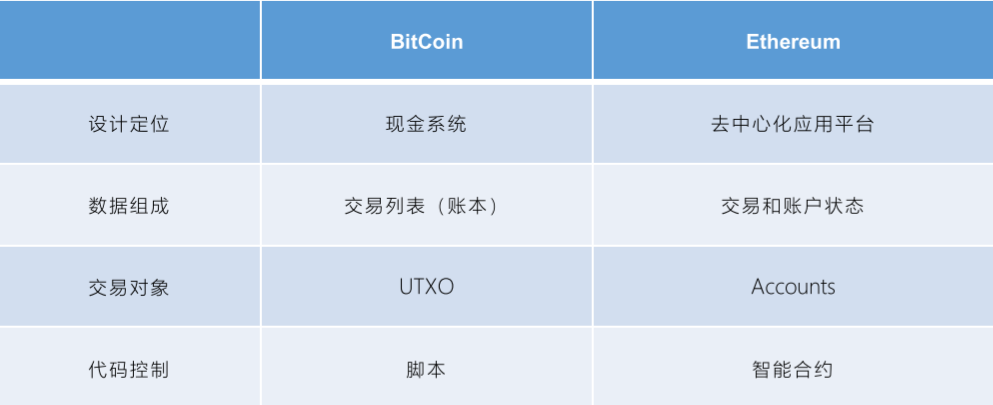 BitCoin Ethereum
设计定位 现金系统 去中心化应用平台
数据组成 交易列表（账本） 交易和账户状态
交易对象 UTXO Accounts
代码控制 脚本 智能合约